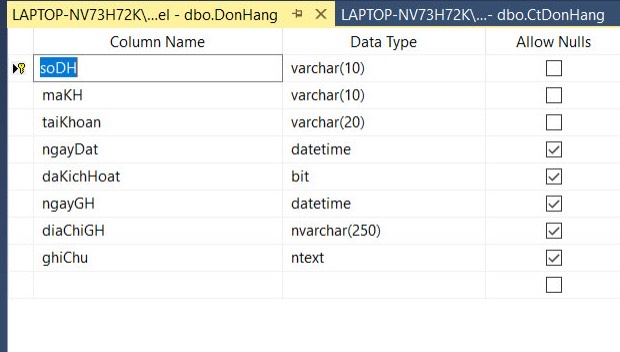 LAPTOP-NV73H72K\...el - dbo.DonHang LAPTOP-NV73H72K\...- dbo.CtDonHang
Column Name Data Type Allow Nulls
soDH varchar(10)
maKH varchar(10)
taiKhoan varchar(20)
ngayDat datetime
daKichHoat bit
ngayGH datetime
diaChiGH nvarchar(250)
ghiChu ntext